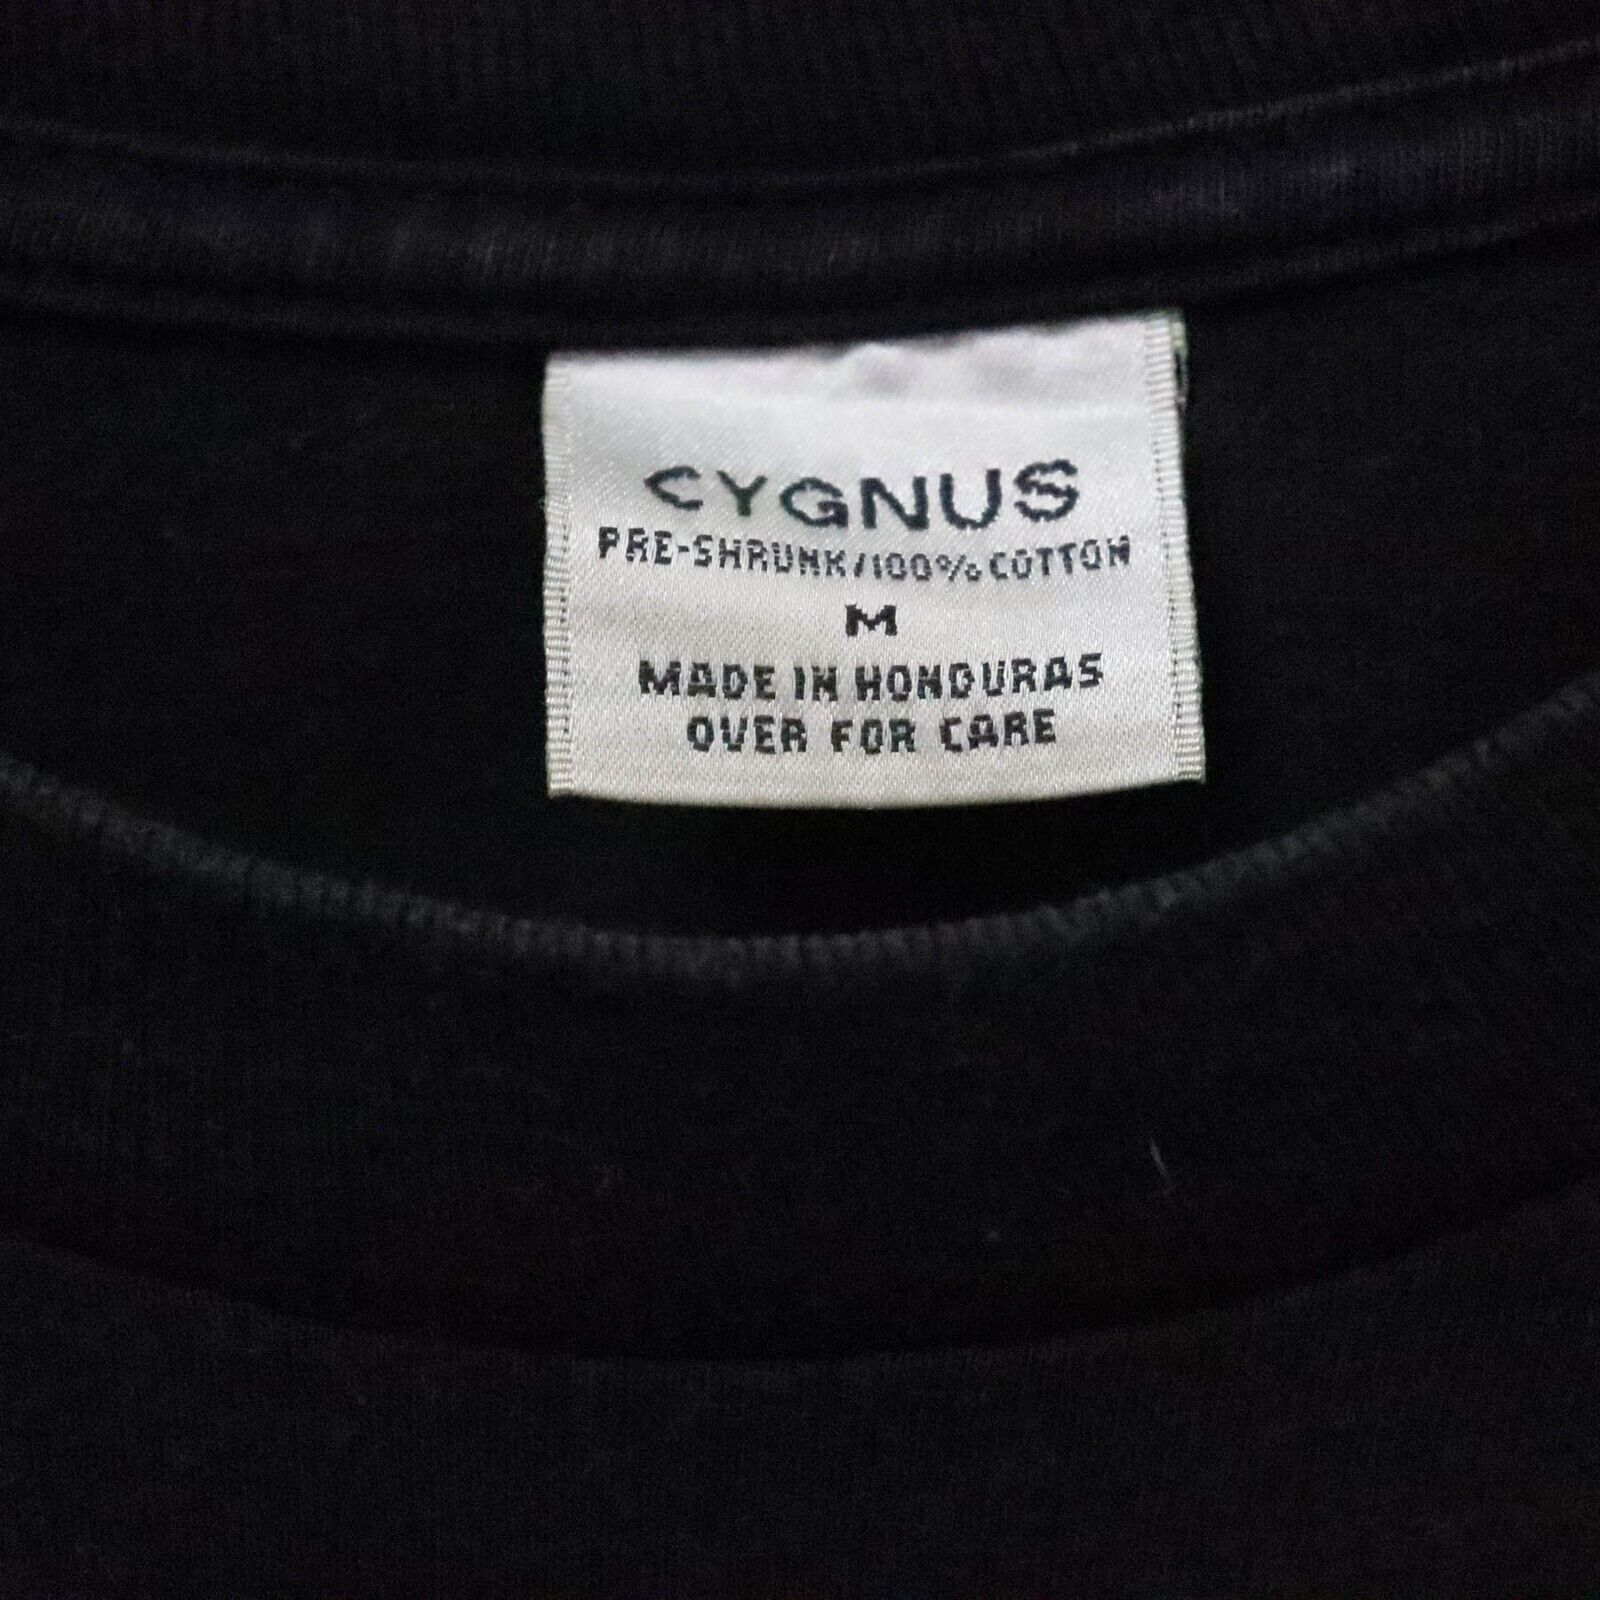 CYGNUS
PRE-SHRUNK/100% COTTON
M
MADE IN HONDURAS
OVER FOR CARE